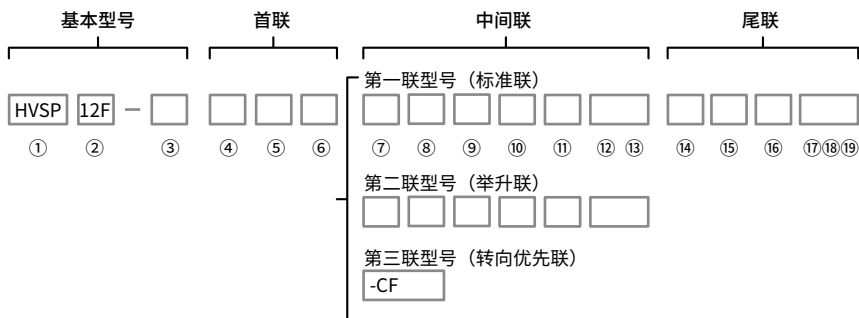 基本型号 首联 中间联 尾联
第一联型号（标准联）
HVSP 12F –
① ② ③ ④ ⑤ ⑥ ⑦ ⑧ ⑨ ⑩ ⑪ ⑫ ⑬ ⑭ ⑮ ⑯ ⑰⑱⑲
第二联型号（举升联）
第三联型号（转向优先联）
-CF